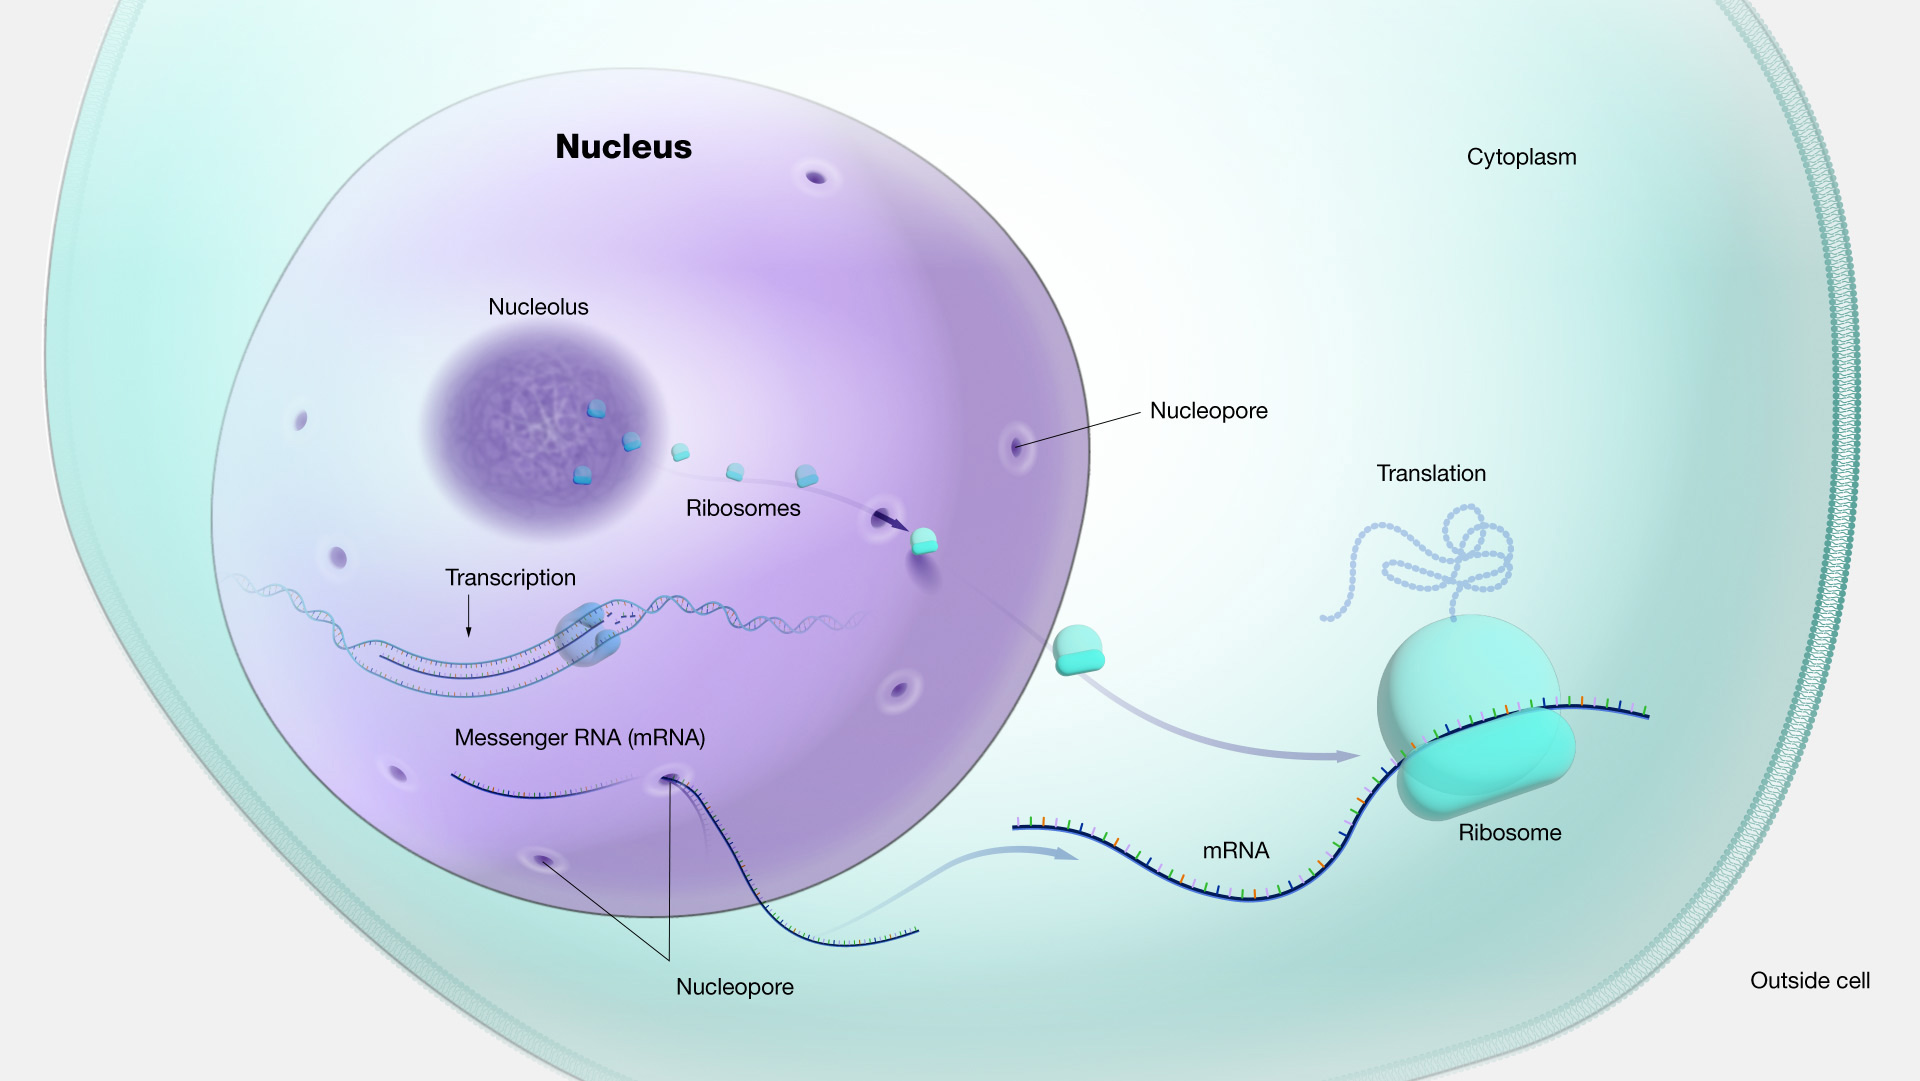 Nucleus
Cytoplasm
Nucleolus
Nucleopore
Translation
Ribosomes
Transcription
Messenger RNA (mRNA)
Ribosome
mRNA
Outside cell
Nucleopore